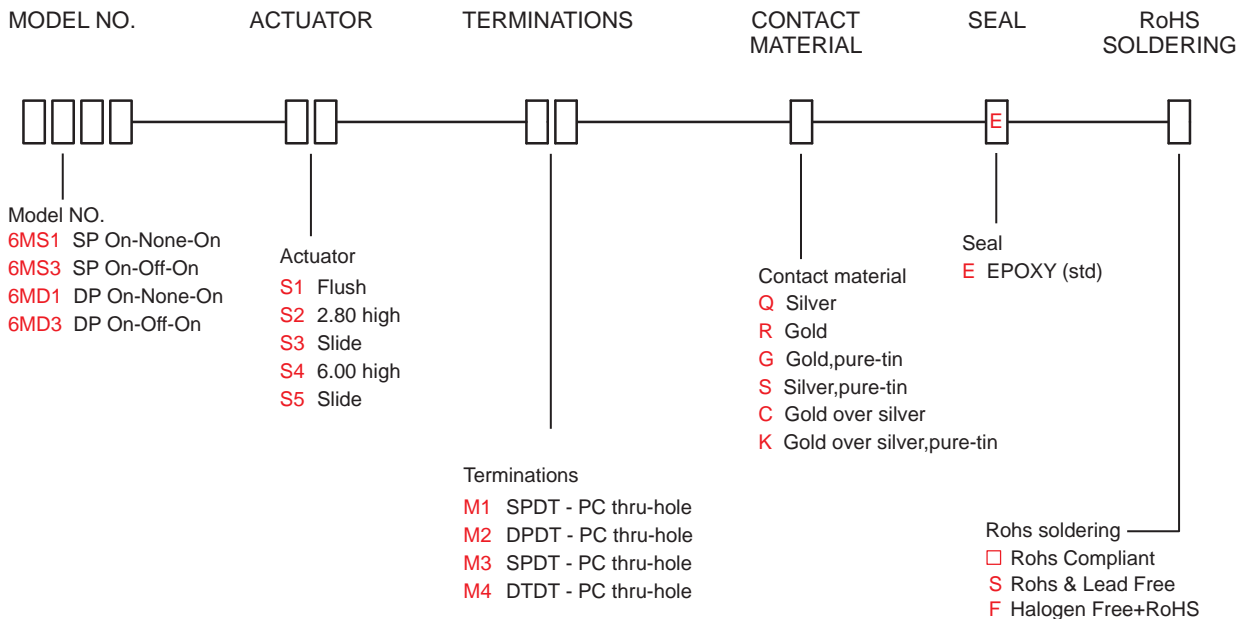 MODEL NO.
ACTUATOR
TERMINATIONS
CONTACT
MATERIAL
SEAL
RoHS
SOLDERING
E
Model NO.
6MS1 SP On-None-On
6MS3 SP On-Off-On
6MD1 DP On-None-On
6MD3 DP On-Off-On
Actuator
S1 Flush
S2 2.80 high
S3 Slide
S4 6.00 high
S5 Slide
Terminations
M1 SPDT - PC thru-hole
M2 DPDT - PC thru-hole
M3 SPDT - PC thru-hole
M4 DTDT - PC thru-hole
Contact material
Q Silver
R Gold
G Gold,pure-tin
S Silver,pure-tin
C Gold over silver
K Gold over silver,pure-tin
Seal
E EPOXY (std)
Rohs soldering
□ Rohs Compliant
S Rohs & Lead Free
F Halogen Free+RoHS